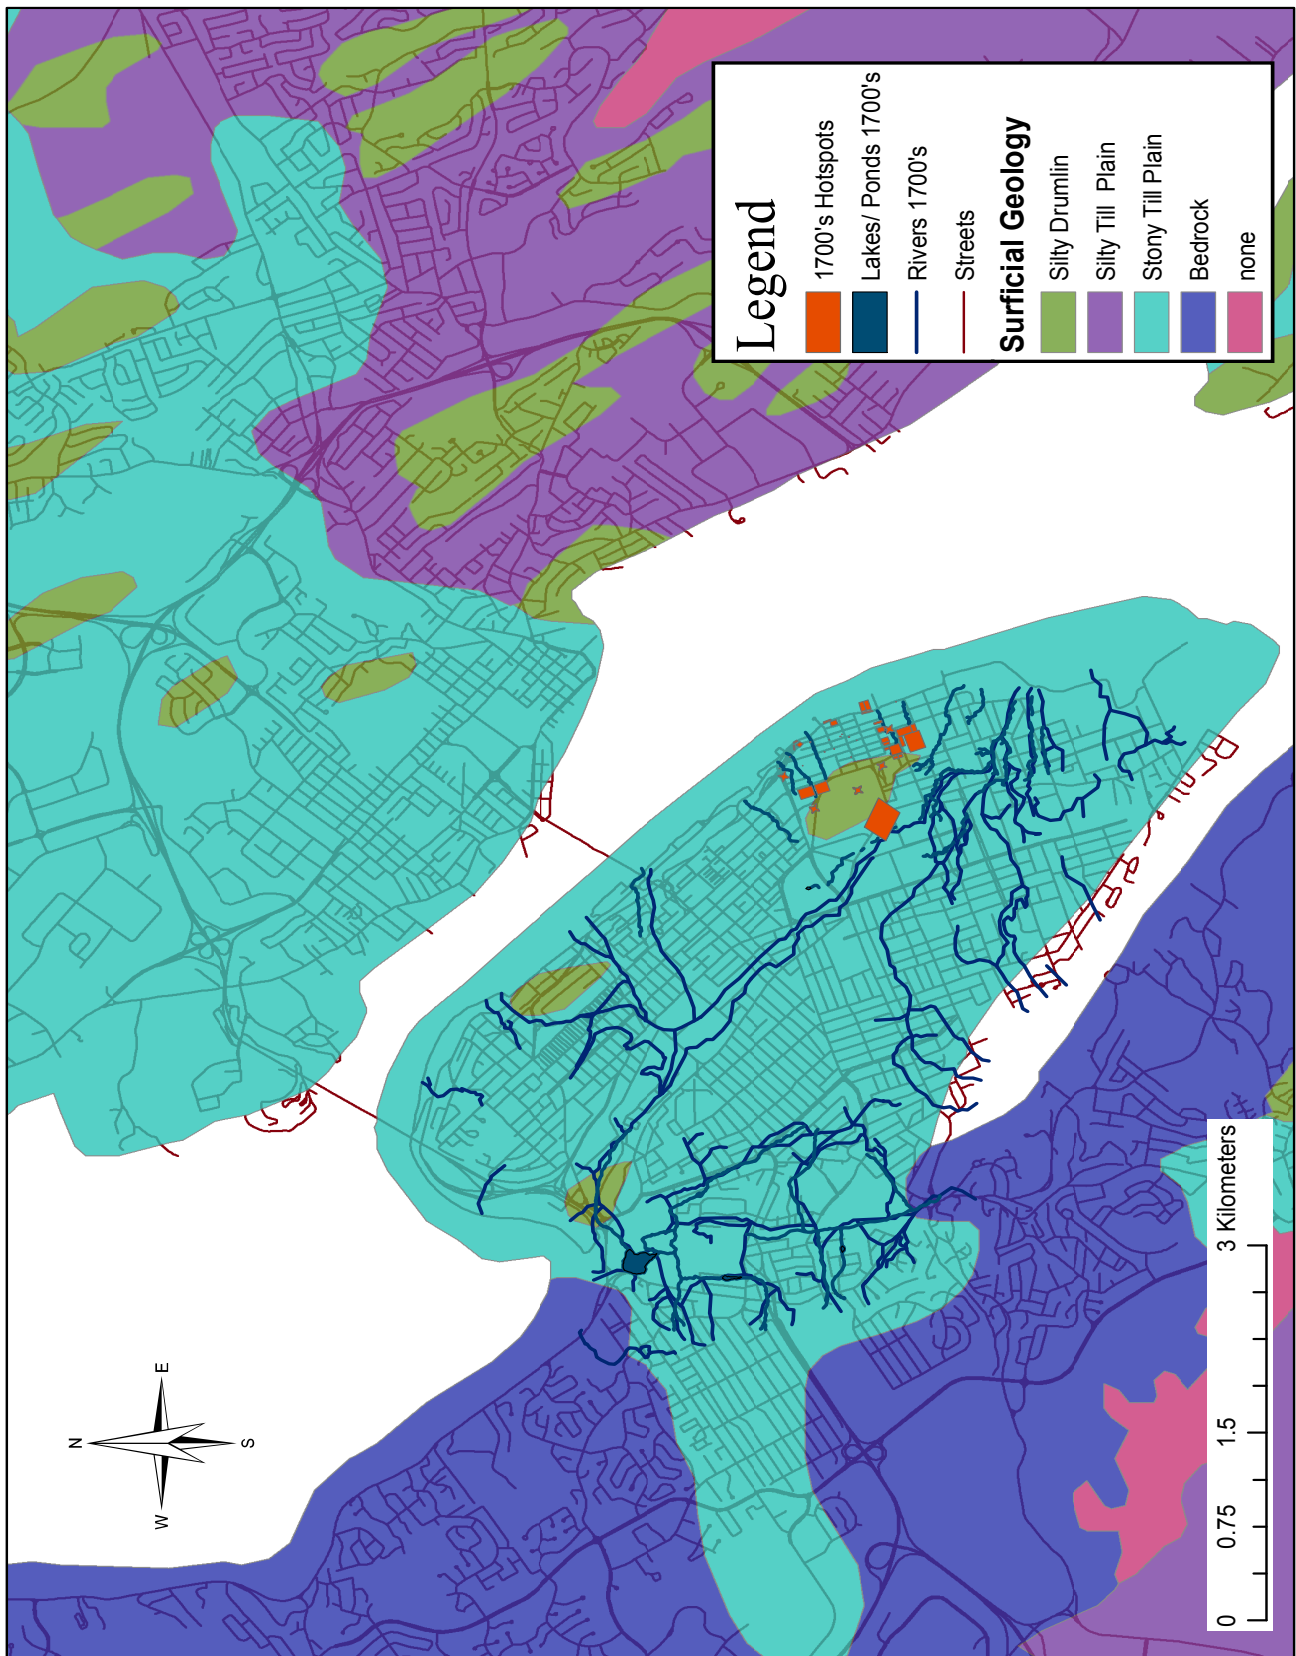 N
W
E
S
Legend
1700's Hotspots
Lakes/ Ponds 1700's
Rivers 1700's
Streets
Surficial Geology
Silty Drumlin
Silty Till Plain
Stony Till Plain
Bedrock
none
0 0.75 1.5 3 Kilometers